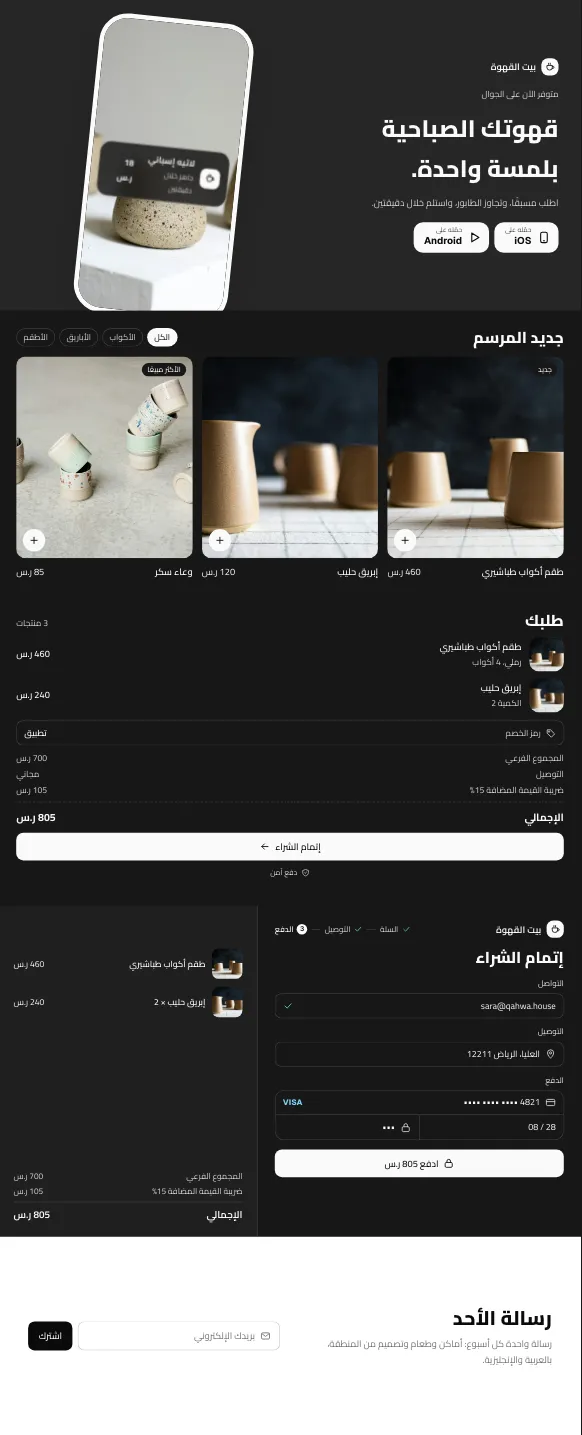 بيت القهوة
متوفر الآن على الجوال
قهوتك الصباحية
بلمسة واحدة.
اطلب مسبقًا، وتجاوز الطابور، واستلم خلال دقيقتين.
حمّله على
iOS
حمّله على
Android
لاتيه إسباني
جاهز خلال
دقيقتين
18
ر.س
جديد المرسم
الكل
الأكواب
الأباريق
الأطقم
جديد
الأكثر مبيعًا
طقم أكواب طباشيري
460 ر.س
إبريق حليب
120 ر.س
وعاء سكر
85 ر.س
طلبك
3 منتجات
طقم أكواب طباشيري
رملي، 4 أكواب
460 ر.س
إبريق حليب
الكمية 2
240 ر.س
رمز الخصم
تطبيق
المجموع الفرعي
700 ر.س
التوصيل
مجاني
ضريبة القيمة المضافة 15%
105 ر.س
الإجمالي
805 ر.س
إتمام الشراء ←
دفع آمن
بيت القهوة
السلة
التوصيل
3 الدفع
إتمام الشراء
التواصل
sara@qahwa.house
التوصيل
العليا، الرياض 12211
الدفع
•••• •••• •••• 4821
VISA
08 / 28
•••
ادفع 805 ر.س
طقم أكواب طباشيري
460 ر.س
إبريق حليب × 2
240 ر.س
المجموع الفرعي
700 ر.س
ضريبة القيمة المضافة 15%
105 ر.س
الإجمالي
805 ر.س
رسالة الأحد
رسالة واحدة كل أسبوع: أماكن وطعام وتصميم من المنطقة،
بالعربية والإنجليزية.
بريدك الإلكتروني
اشترك